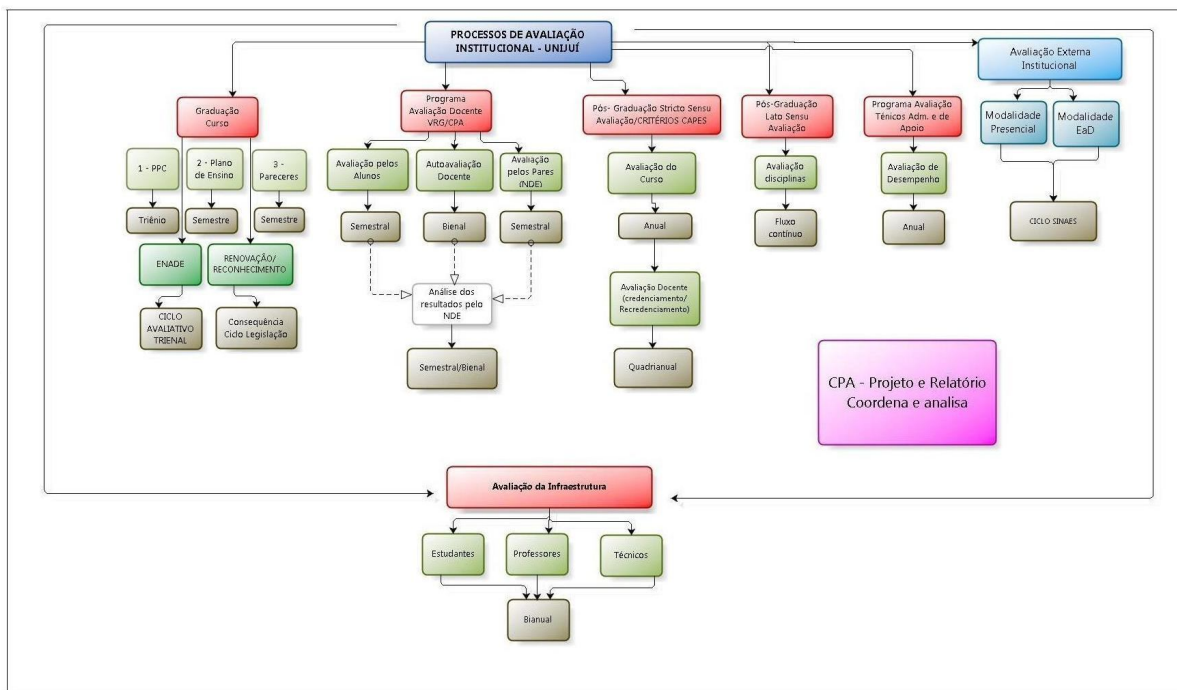 PROCESSOS DE AVALIAÇÃO
INSTITUCIONAL - UNIJUÍ
Avaliação Externa
Institucional
Modalidade
Presencial
Modalidade
EaD
CICLO SINAES
Graduação
Curso
1 - PPC
2 - Plano
de Ensino
3 -
Pareceres
Triênio
Semestre
Semestre
ENADE
RENOVAÇÃO/
RECONHECIMENTO
CICLO
AVALIATIVO
TRIENAL
Consequência
Ciclo Legislação
Programa
Avaliação Docente
VRG/CPA
Avaliação pelos
Alunos
Autoavaliação
Docente
Avaliação
pelos Pares
(NDE)
Semestral
Bienal
Semestral
Análise dos
resultados pelo
NDE
Semestral/Bienal
Pós- Graduação Stricto Sensu
Avaliação/CRITÉRIOS CAPES
Avaliação do
Curso
Anual
Avaliação Docente
(credenciamento/
Recredenciamento)
Quadrianual
Pós-Graduação
Lato Sensu
Avaliação
Avaliação
disciplinas
Fluxo
contínuo
Programa Avaliação
Ténicos Adm. e de
Apoio
Avaliação de
Desempenho
Anual
CPA - Projeto e Relatório
Coordena e analisa
Avaliação da Infraestrutura
Estudantes
Professores
Técnicos
Bianual